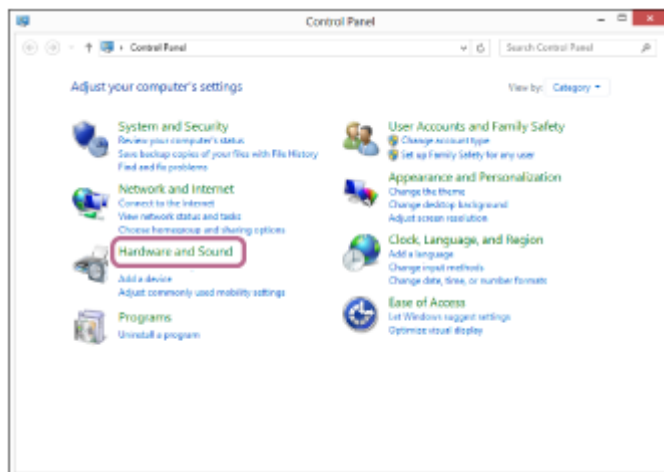 Control Panel
Control Panel
Search Control Panel
Adjust your computer's settings
View by: Category
System and Security
Review your computer's status
Save backup copies of your files with File History
Find and fix problems
Network and Internet
Connect to the Internet
View network status and tasks
Choose homegroup and sharing options
Hardware and Sound
Add a device
Adjust commonly used mobility settings
Programs
Uninstall a program
User Accounts and Family Safety
Change account type
Set up Family Safety for any user
Appearance and Personalization
Change the theme
Change desktop background
Adjust screen resolution
Clock, Language, and Region
Add a language
Change input methods
Change date, time, or number formats
Ease of Access
Let Windows suggest settings
Optimize visual display